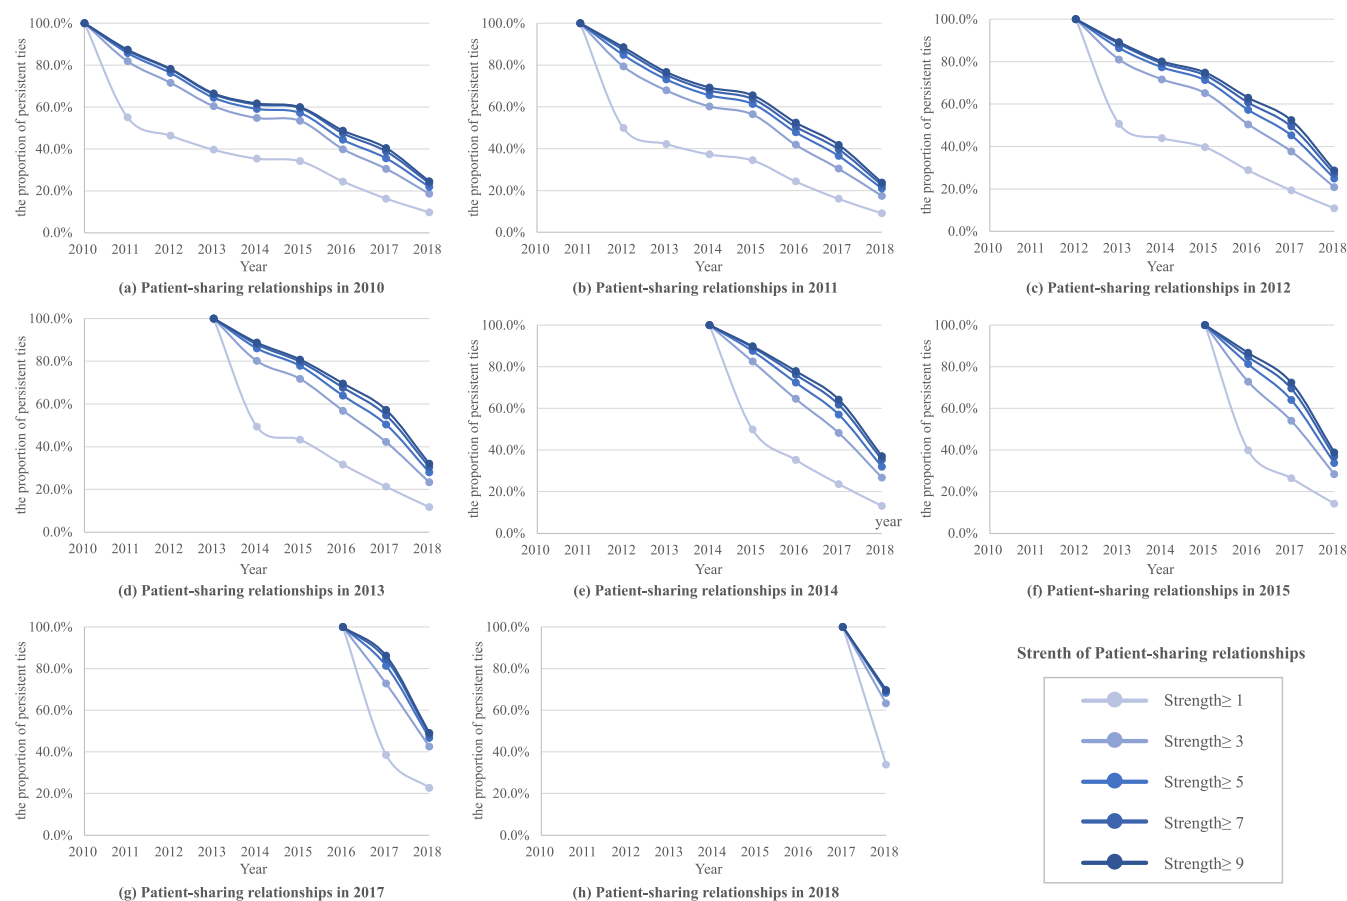 the proportion of persistent ties
100.0%
80.0%
60.0%
40.0%
20.0%
0.0%
2010 2011 2012 2013 2014 2015 2016 2017 2018
Year
(a) Patient-sharing relationships in 2010
the proportion of persistent ties
100.0%
80.0%
60.0%
40.0%
20.0%
0.0%
2010 2011 2012 2013 2014 2015 2016 2017 2018
Year
(b) Patient-sharing relationships in 2011
the proportion of persistent ties
100.0%
80.0%
60.0%
40.0%
20.0%
0.0%
2010 2011 2012 2013 2014 2015 2016 2017 2018
Year
(c) Patient-sharing relationships in 2012
the proportion of persistent ties
100.0%
80.0%
60.0%
40.0%
20.0%
0.0%
2010 2011 2012 2013 2014 2015 2016 2017 2018
Year
(d) Patient-sharing relationships in 2013
the proportion of persistent ties
100.0%
80.0%
60.0%
40.0%
20.0%
0.0%
year
2010 2011 2012 2013 2014 2015 2016 2017 2018
Year
(e) Patient-sharing relationships in 2014
the proportion of persistent ties
100.0%
80.0%
60.0%
40.0%
20.0%
0.0%
2010 2011 2012 2013 2014 2015 2016 2017 2018
Year
(f) Patient-sharing relationships in 2015
the proportion of persistent ties
100.0%
80.0%
60.0%
40.0%
20.0%
0.0%
2010 2011 2012 2013 2014 2015 2016 2017 2018
Year
(g) Patient-sharing relationships in 2017
the proportion of persistent ties
100.0%
80.0%
60.0%
40.0%
20.0%
0.0%
2010 2011 2012 2013 2014 2015 2016 2017 2018
Year
(h) Patient-sharing relationships in 2018
Strenth of Patient-sharing relationships
Strength≥ 1
Strength≥ 3
Strength≥ 5
Strength≥ 7
Strength≥ 9